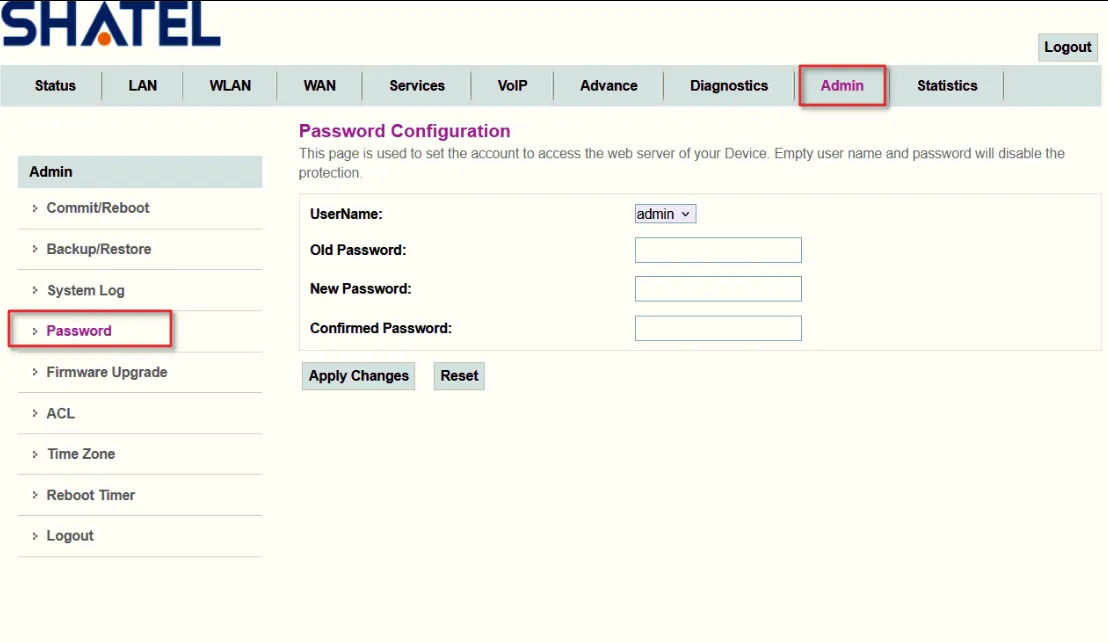 SHATEL
Logout
Status LAN WLAN WAN Services VoIP Advance Diagnostics Admin Statistics
Admin
Commit/Reboot
Backup/Restore
System Log
Password
Firmware Upgrade
ACL
Time Zone
Reboot Timer
Logout
Password Configuration
This page is used to set the account to access the web server of your Device. Empty user name and password will disable the
protection.
UserName: admin
Old Password:
New Password:
Confirmed Password:
Apply Changes Reset